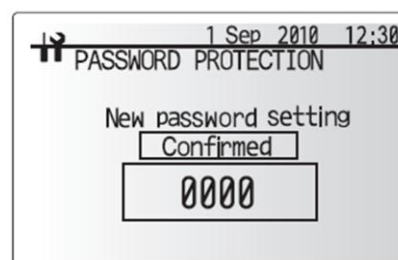 1 Sep 2010 12:30
PASSWORD PROTECTION
New password setting
Confirmed
0000